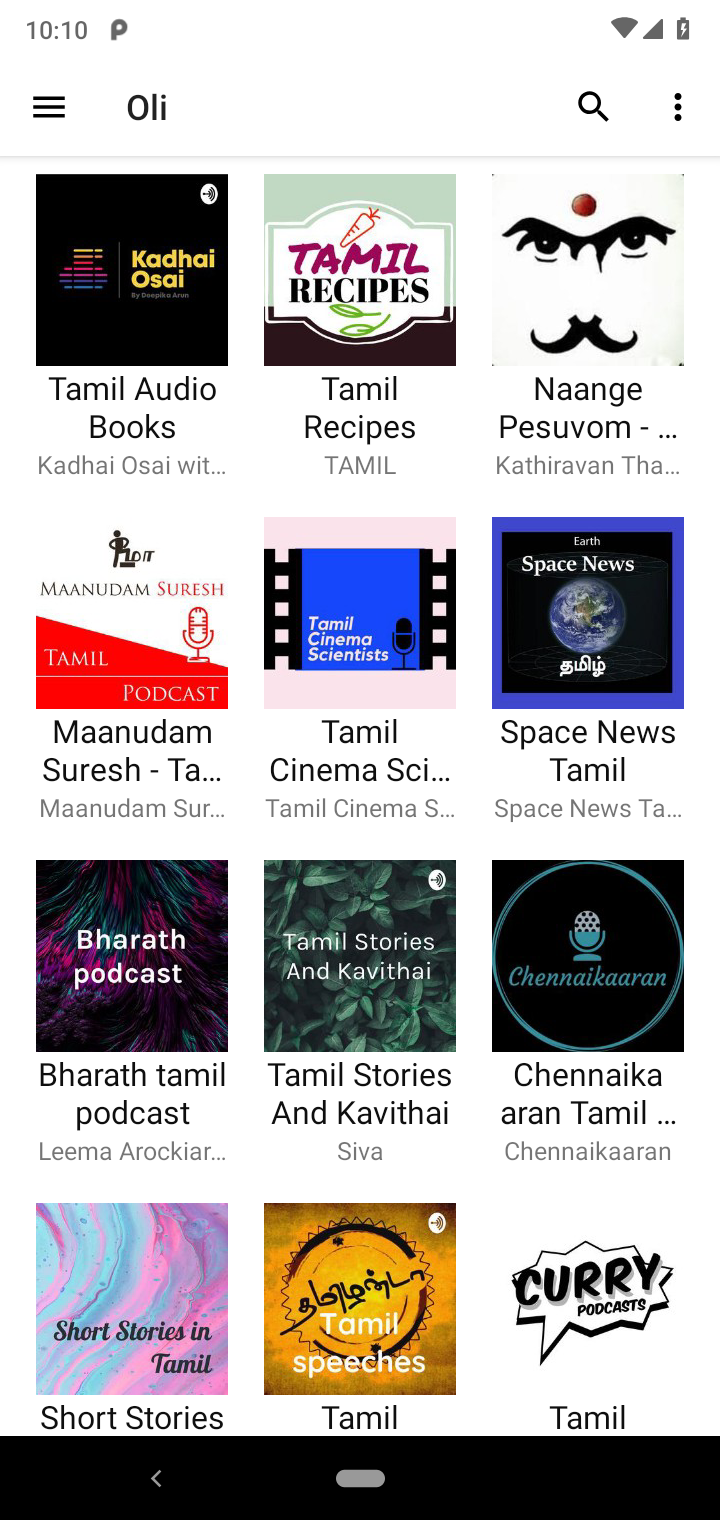 10:10
Oli
Kadhai
Osai
By Deepika Arun
TAMIL
RECIPES
Tamil Audio
Books
Kadhai Osai wit…
Tamil
Recipes
TAMIL
Naange
Pesuvom - …
Kathiravan Tha…
MAANUDAM SURESH
TAMIL
PODCAST
Tamil
Cinema
Scientists
Earth
Space News
தமிழ்
Maanudam
Suresh - Ta…
Maanudam Sur…
Tamil
Cinema Sci…
Tamil Cinema S…
Space News
Tamil
Space News Ta…
Bharath
podcast
Tamil Stories
And Kavithai
Chennaikaaran
Bharath tamil
podcast
Leema Arockiar…
Tamil Stories
And Kavithai
Siva
Chennaika
aran Tamil …
Chennaikaaran
Short Stories in
Tamil
தமிழன்டா
Tamil
speeches
CURRY
PODCASTS
Short Stories
Tamil
Tamil